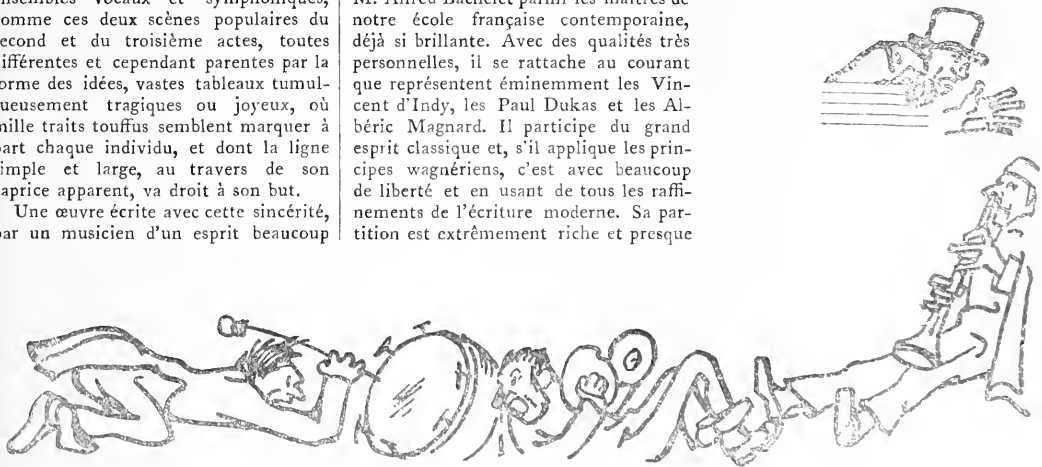 ensembles vocaux et symphoniques,
comme ces deux scènes populaires du
second et du troisième actes, toutes
différentes et cependant parentes par la
forme des idées, vastes tableaux tumul-
tueusement tragiques ou joyeux, où
mille traits touffus semblent marquer à
part chaque individu, et dont la ligne
simple et large, au travers de son
caprice apparent, va droit à son but.
Une œuvre écrite avec cette sincérité,
par un musicien d'un esprit beaucoup
M. Alfred Bachelet parmi les maîtres de
notre école française contemporaine,
déjà si brillante. Avec des qualités très
personnelles, il se rattache au courant
que représentent éminemment les Vin-
cent d'Indy, les Paul Dukas et les Al-
béric Magnard. Il participe du grand
esprit classique et, s'il applique les prin-
cipes wagnériens, c'est avec beaucoup
de liberté et en usant de tous les raffi-
nements de l'écriture moderne. Sa par-
tition est extrêmement riche et presque